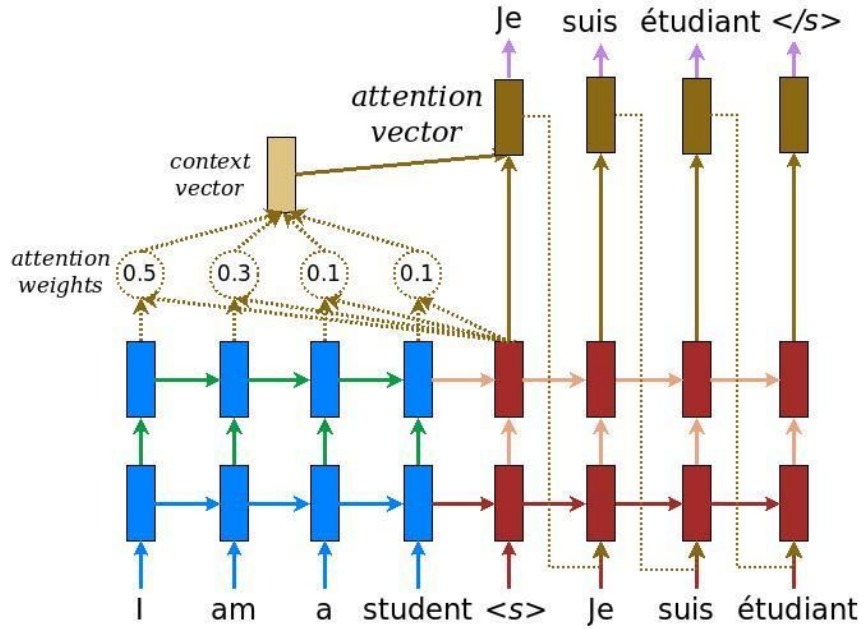 Je suis étudiant </s>
attention
vector
context
vector
attention
weights
0.5 0.3 0.1 0.1
I am a student <s> Je suis étudiant